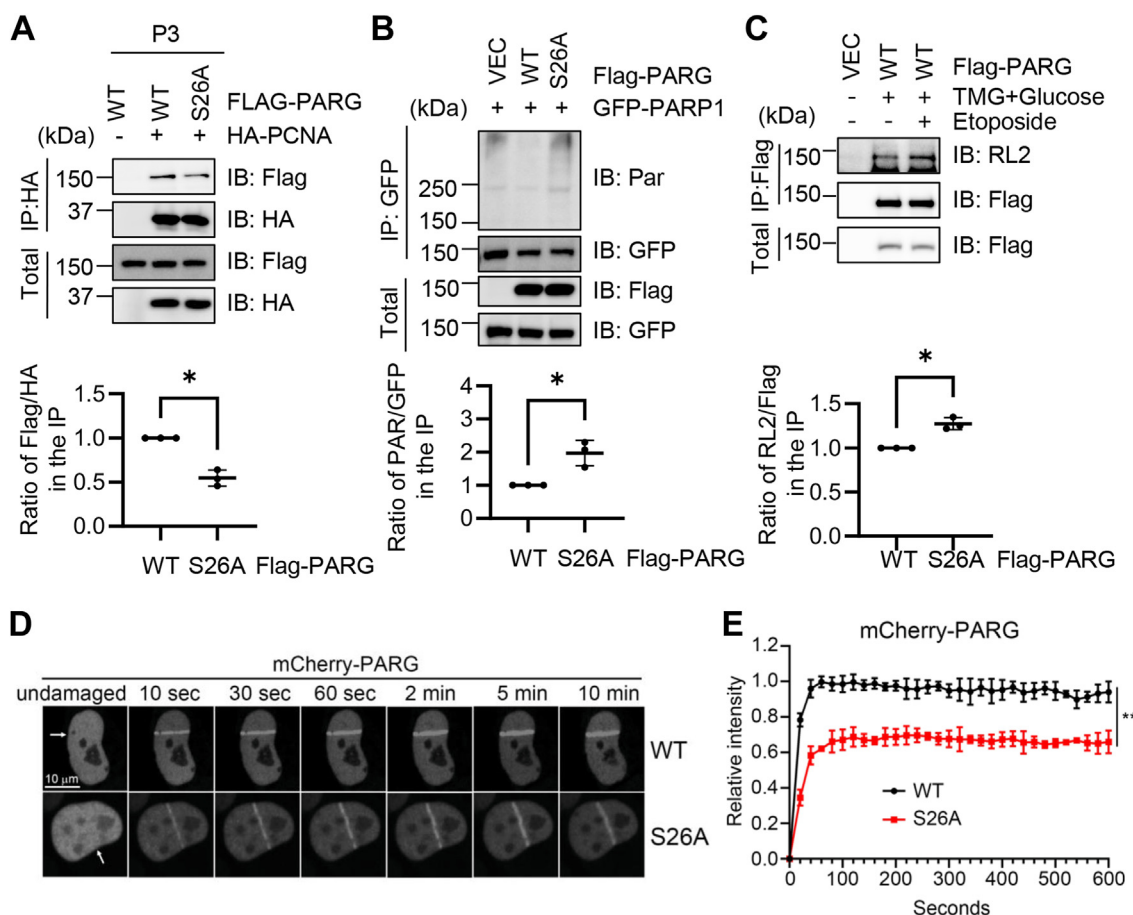 A
P3
WT
WT
S26A
FLAG-PARG
(kDa)
- + + HA-PCNA
IP:HA
150
IB: Flag
37
IB: HA
Total
150
IB: Flag
37
IB: HA
Ratio of Flag/HA
in the IP
1.5
1.0
0.5
0.0
*
WT S26A Flag-PARG
B
VEC
WT
S26A
Flag-PARG
+ + + GFP-PARP1
(kDa)
IP: GFP
250
150
IB: Par
150
IB: GFP
Total
150
IB: Flag
150
IB: GFP
Ratio of PAR/GFP
in the IP
4
3
2
1
0
*
WT S26A Flag-PARG
C
VEC
WT
WT
Flag-PARG
- + + TMG+Glucose
(kDa)
- - + Etoposide
IP:Flag
150
IB: RL2
150
IB: Flag
Total
150
IB: Flag
Ratio of RL2/Flag
in the IP
1.5
1.0
0.5
0.0
*
WT S26A Flag-PARG
D
mCherry-PARG
undamaged 10 sec 30 sec 60 sec 2 min 5 min 10 min
10 µm
WT
S26A
E
mCherry-PARG
Relative intensity
1.2
1.0
0.8
0.6
0.4
0.2
0.0
WT
S26A
**
0 100 200 300 400 500 600
Seconds